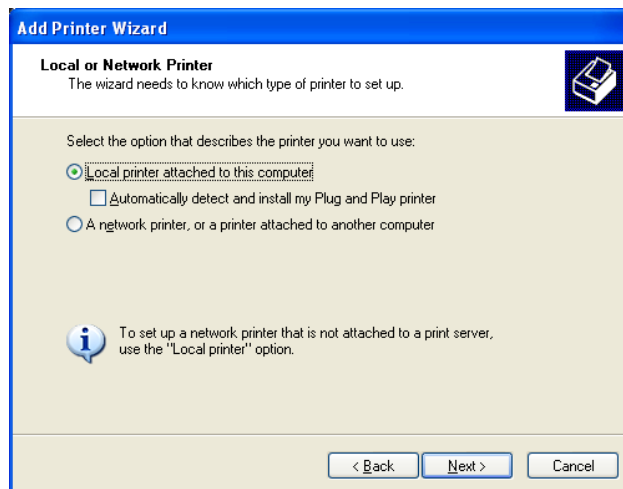 Add Printer Wizard
Local or Network Printer
The wizard needs to know which type of printer to set up.
Select the option that describes the printer you want to use:
Local printer attached to this computer
Automatically detect and install my Plug and Play printer
A network printer, or a printer attached to another computer
To set up a network printer that is not attached to a print server,
use the "Local printer" option.
< Back Next > Cancel